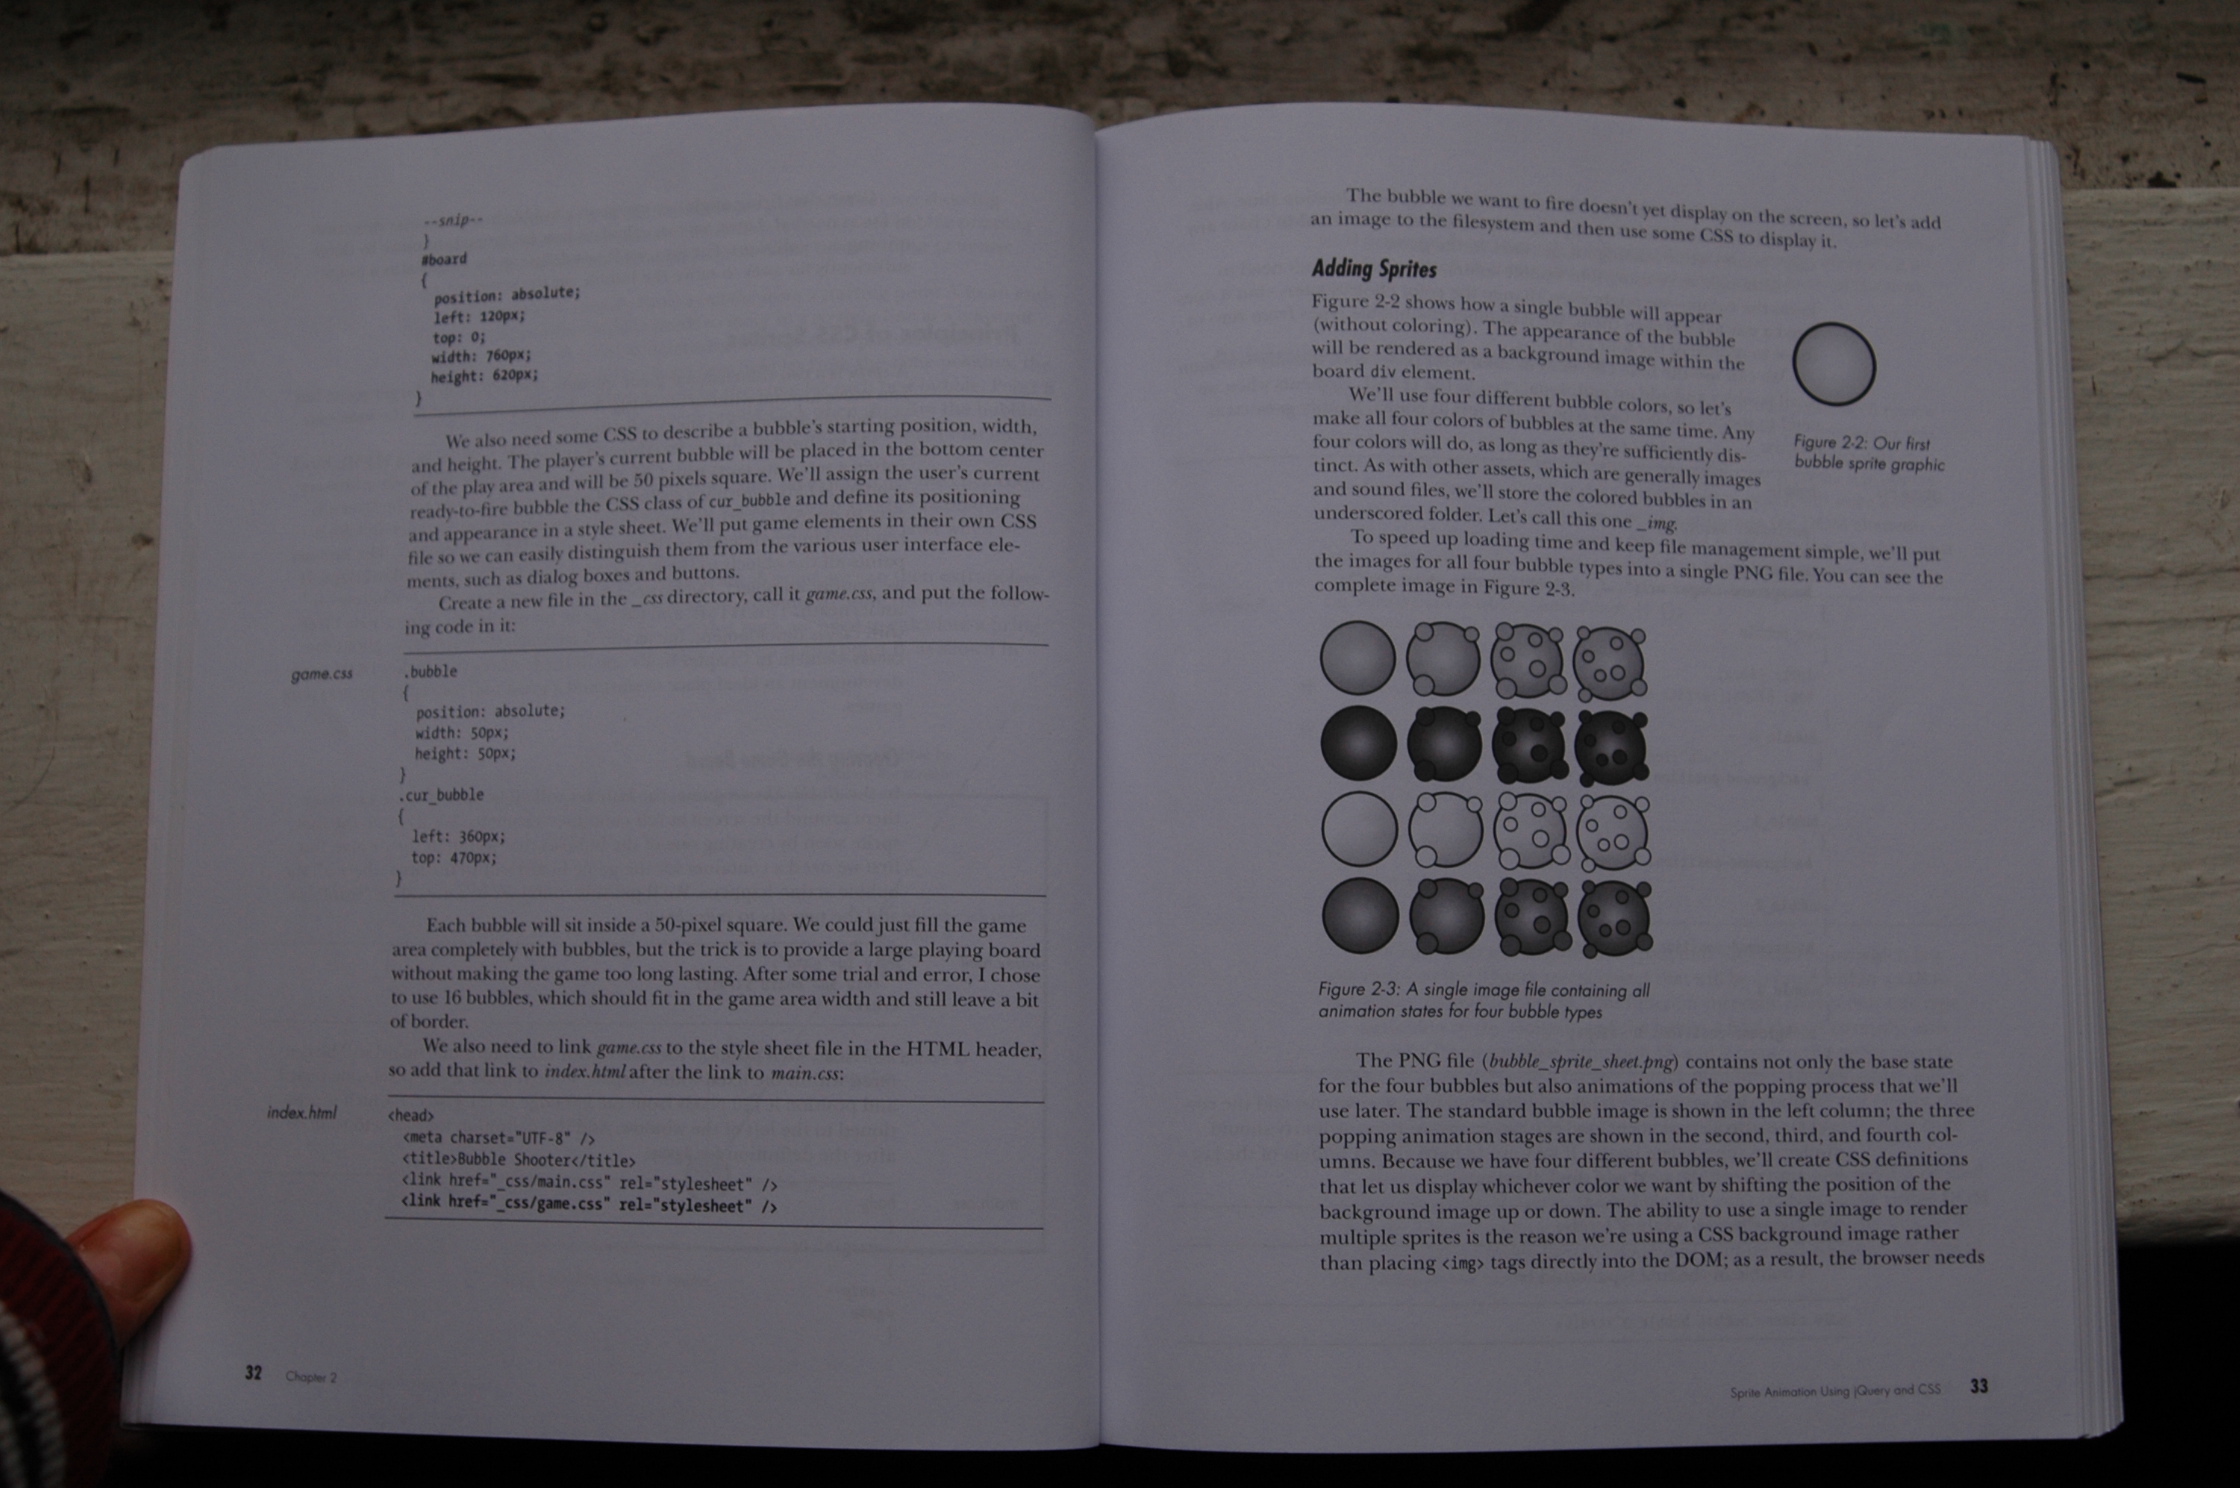 --snip--
}
#board
{
position: absolute;
left: 120px;
top: 0;
width: 760px;
height: 620px;
}
We also need some CSS to describe a bubble's starting position, width,
and height. The player's current bubble will be placed in the bottom center
of the play area and will be 50 pixels square. We'll assign the user's current
ready-to-fire bubble the CSS class of cur_bubble and define its positioning
and appearance in a style sheet. We'll put game elements in their own CSS
file so we can easily distinguish them from the various user interface ele-
ments, such as dialog boxes and buttons.
Create a new file in the _css directory, call it game.css, and put the follow-
ing code in it:
game.css
.bubble
{
position: absolute;
width: 50px;
height: 50px;
}
.cur_bubble
{
left: 360px;
top: 470px;
}
Each bubble will sit inside a 50-pixel square. We could just fill the game
area completely with bubbles, but the trick is to provide a large playing board
without making the game too long lasting. After some trial and error, I chose
to use 16 bubbles, which should fit in the game area width and still leave a bit
of border.
We also need to link game.css to the style sheet file in the HTML header,
so add that link to index.html after the link to main.css:
index.html
<head>
<meta charset="UTF-8" />
<title>Bubble Shooter</title>
<link href="_css/main.css" rel="stylesheet" />
<link href="_css/game.css" rel="stylesheet" />
32 Chapter 2
The bubble we want to fire doesn't yet display on the screen, so let's add
an image to the filesystem and then use some CSS to display it.
Adding Sprites
Figure 2-2 shows how a single bubble will appear
(without coloring). The appearance of the bubble
will be rendered as a background image within the
board div element.
We'll use four different bubble colors, so let's
make all four colors of bubbles at the same time. Any
four colors will do, as long as they're sufficiently dis-
tinct. As with other assets, which are generally images
and sound files, we'll store the colored bubbles in an
underscored folder. Let's call this one _img.
Figure 2-2: Our first
bubble sprite graphic
To speed up loading time and keep file management simple, we'll put
the images for all four bubble types into a single PNG file. You can see the
complete image in Figure 2-3.
Figure 2-3: A single image file containing all
animation states for four bubble types
The PNG file (bubble_sprite_sheet.png) contains not only the base state
for the four bubbles but also animations of the popping process that we'll
use later. The standard bubble image is shown in the left column; the three
popping animation stages are shown in the second, third, and fourth col-
umns. Because we have four different bubbles, we'll create CSS definitions
that let us display whichever color we want by shifting the position of the
background image up or down. The ability to use a single image to render
multiple sprites is the reason we're using a CSS background image rather
than placing <img> tags directly into the DOM; as a result, the browser needs
Sprite Animation Using jQuery and CSS 33